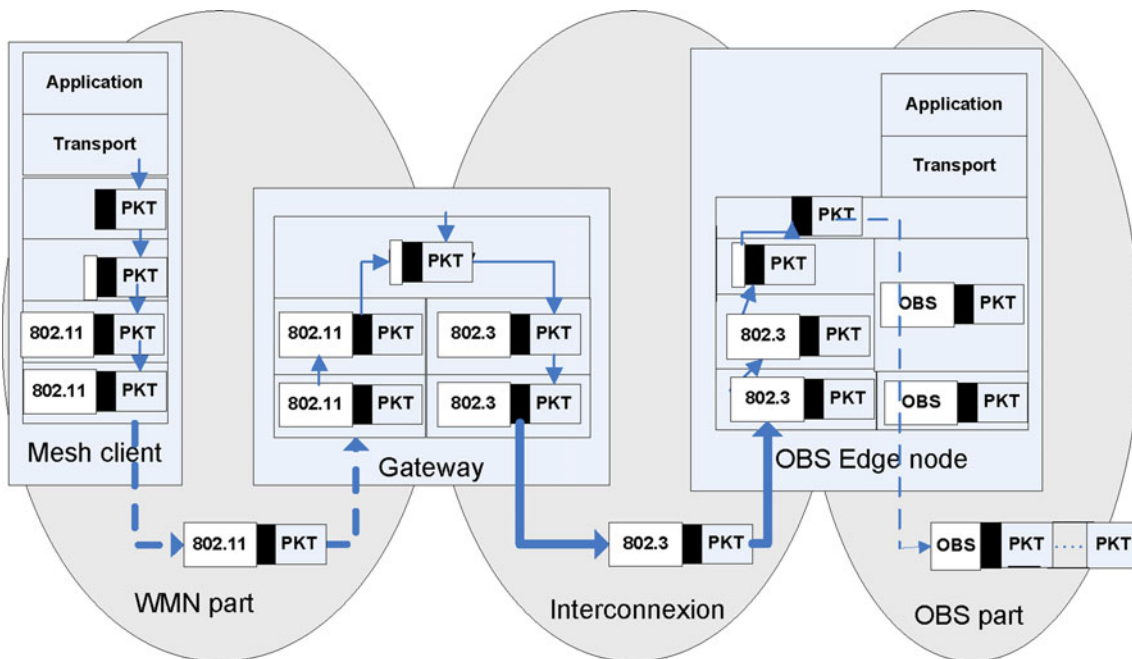 Application
Transport
PKT
PKT
802.11 PKT
802.11 PKT
Mesh client
PKT
802.11 PKT
802.3 PKT
802.11 PKT
802.3 PKT
Gateway
Application
Transport
PKT
PKT
OBS PKT
802.3 PKT
802.3 PKT
OBS PKT
OBS Edge node
802.11 PKT
802.3 PKT
OBS PKT ..... PKT
WMN part
Interconnexion
OBS part